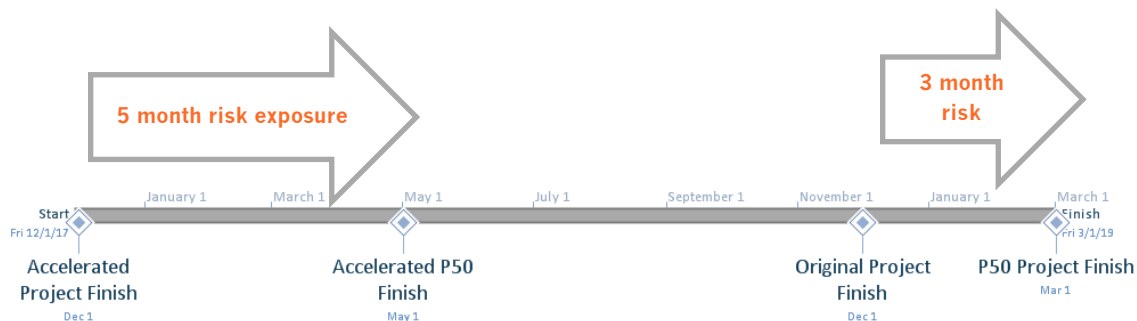 5 month risk exposure
3 month
risk
January 1
March 1
May 1
July 1
September 1
November 1
January 1
March 1
Start
Fri 12/1/17
Finish
Fri 3/1/19
Accelerated
Project Finish
Dec 1
Accelerated P50
Finish
May 1
Original Project
Finish
Dec 1
P50 Project Finish
Mar 1